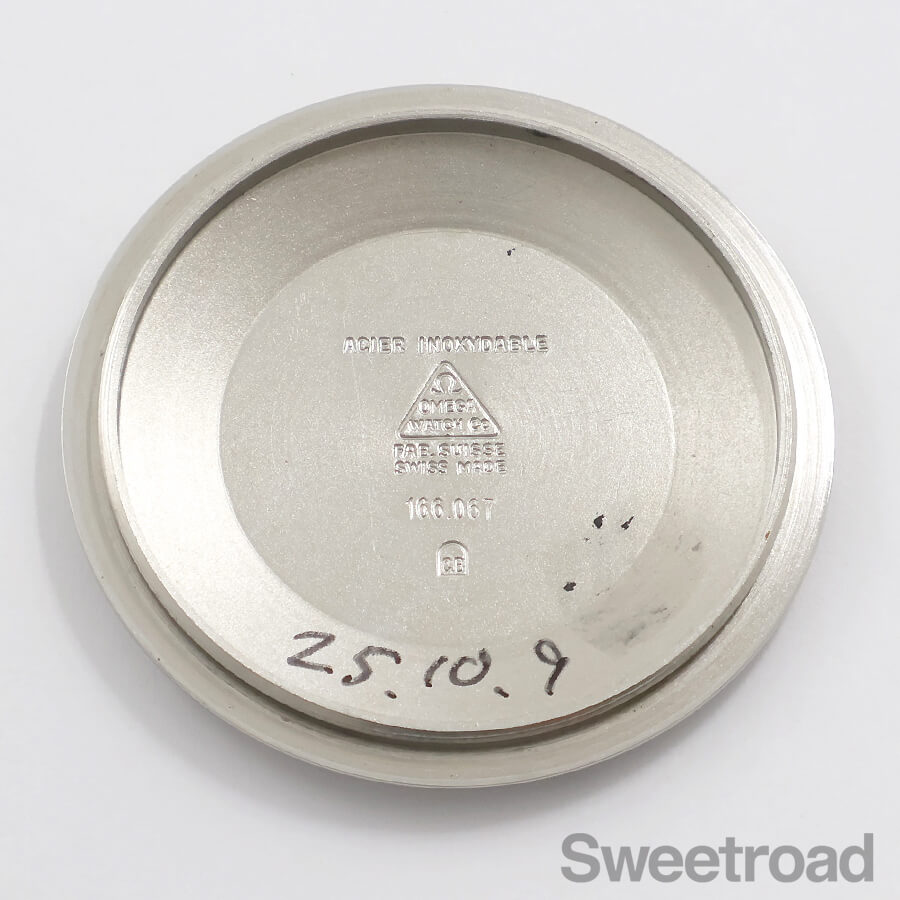 ACIER INOXYDABLE
Ω
OMEGA
WATCH Co
FAB. SUISSE
SWISS MADE
166.067
C.B
25.10.9
Sweetroad